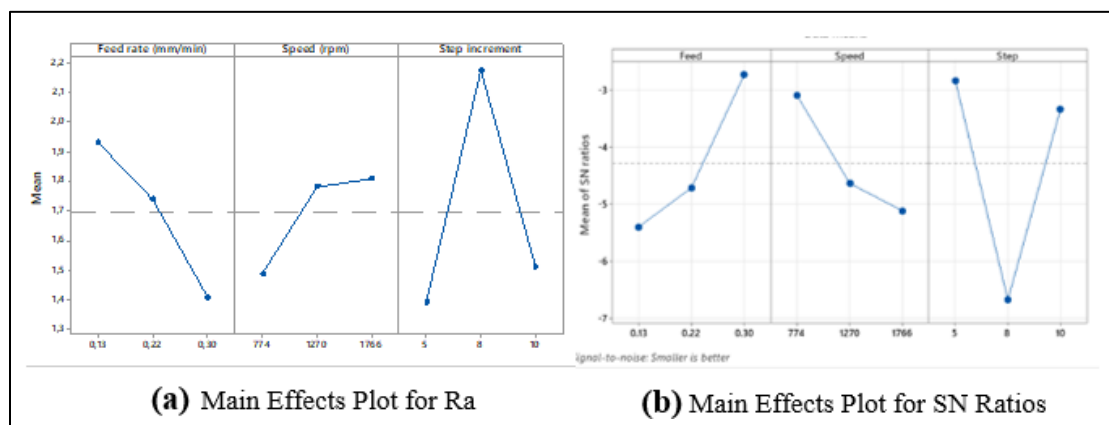 Feed rate (mm/min) Speed (rpm) Step increment
2,2
2,1
2,0
1,9
1,8
1,7
1,6
1,5
1,4
1,3
Mean
0,13 0,22 0,30 774 1270 1766 5 8 10
(a) Main Effects Plot for Ra
Feed Speed Step
-3
-4
-5
-6
-7
Mean of SN ratios
0.13 0.22 0.30 774 1270 1766 5 8 10
ignal-to-noise: Smaller is better
(b) Main Effects Plot for SN Ratios